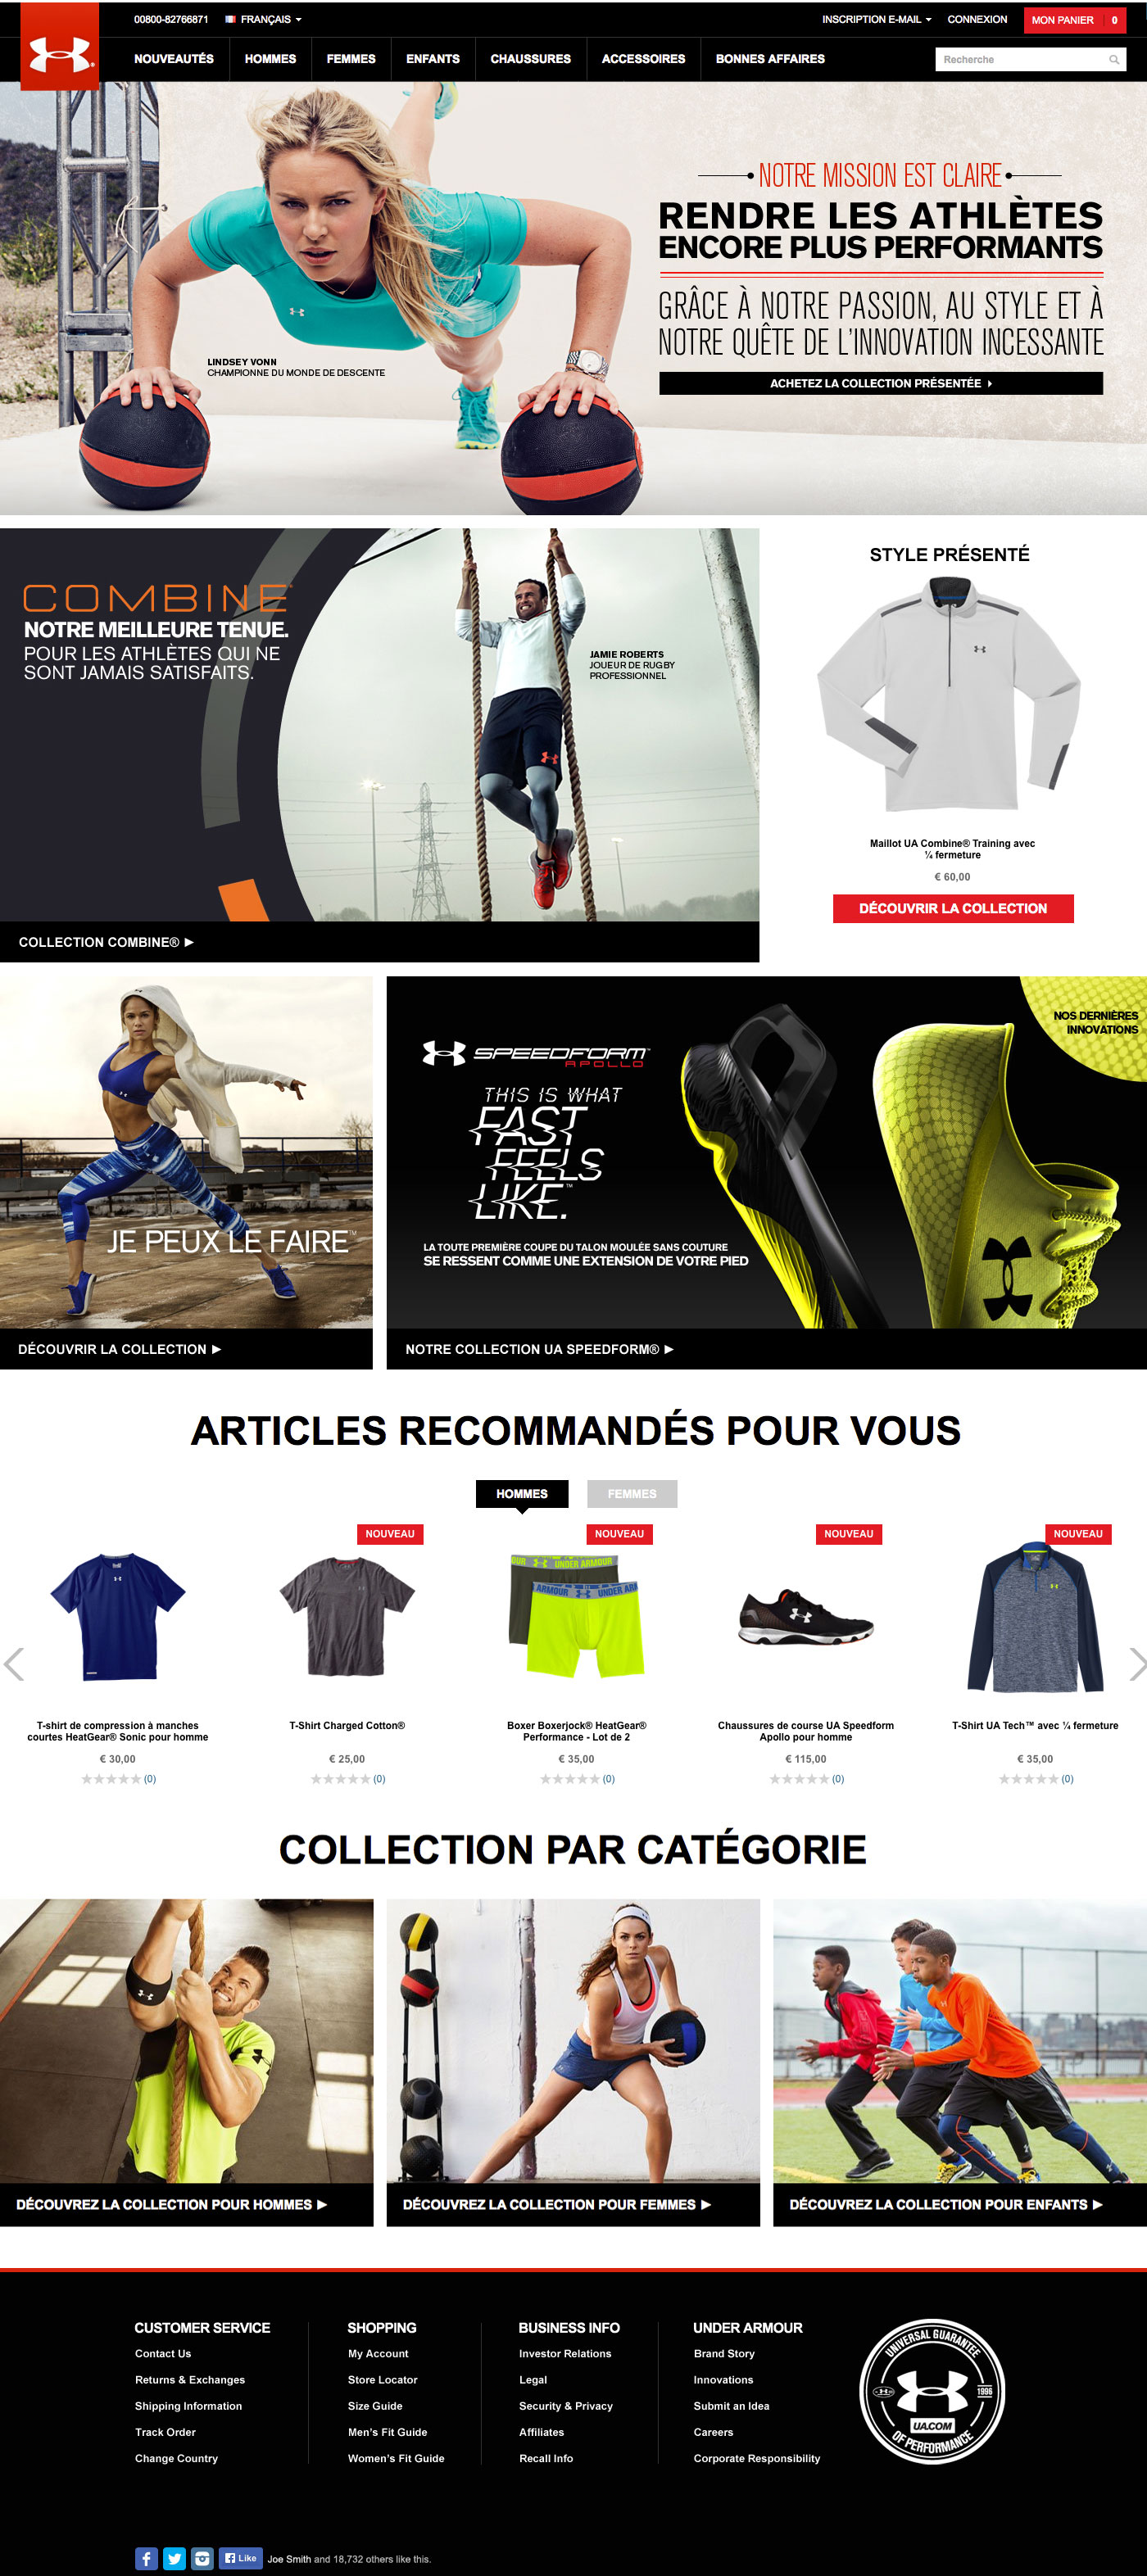 00800-82766871 FRANÇAIS INSCRIPTION E-MAIL CONNEXION MON PANIER 0
NOUVEAUTÉS HOMMES FEMMES ENFANTS CHAUSSURES ACCESSOIRES BONNES AFFAIRES Recherche
NOTRE MISSION EST CLAIRE
RENDRE LES ATHLÈTES
ENCORE PLUS PERFORMANTS
GRÂCE À NOTRE PASSION, AU STYLE ET À
NOTRE QUÊTE DE L'INNOVATION INCESSANTE
ACHETEZ LA COLLECTION PRÉSENTÉE
LINDSEY VONN
CHAMPIONNE DU MONDE DE DESCENTE
COMBINE
NOTRE MEILLEURE TENUE.
POUR LES ATHLÈTES QUI NE
SONT JAMAIS SATISFAITS.
JAMIE ROBERTS
JOUEUR DE RUGBY
PROFESSIONNEL
COLLECTION COMBINE® ►
STYLE PRÉSENTÉ
Maillot UA Combine® Training avec
¼ fermeture
€ 60,00
DÉCOUVRIR LA COLLECTION
JE PEUX LE FAIRE™
DÉCOUVRIR LA COLLECTION ►
NOS DERNIÈRES
INNOVATIONS
SPEEDFORM™
APOLLO
THIS IS WHAT
FAST
FEELS
LIKE.™
LA TOUTE PREMIÈRE COUPE DU TALON MOULÉE SANS COUTURE
SE RESSENT COMME UNE EXTENSION DE VOTRE PIED
NOTRE COLLECTION UA SPEEDFORM® ►
ARTICLES RECOMMANDÉS POUR VOUS
HOMMES FEMMES
NOUVEAU NOUVEAU NOUVEAU NOUVEAU
UNDER ARMOUR
ARMOUR UNDER ARM
T-shirt de compression à manches
courtes HeatGear® Sonic pour homme
€ 30,00
(0)
T-Shirt Charged Cotton®
€ 25,00
(0)
Boxer Boxerjock® HeatGear®
Performance - Lot de 2
€ 35,00
(0)
Chaussures de course UA Speedform
Apollo pour homme
€ 115,00
(0)
T-Shirt UA Tech™ avec ¼ fermeture
€ 35,00
(0)
COLLECTION PAR CATÉGORIE
DÉCOUVREZ LA COLLECTION POUR HOMMES ►
DÉCOUVREZ LA COLLECTION POUR FEMMES ►
DÉCOUVREZ LA COLLECTION POUR ENFANTS ►
CUSTOMER SERVICE
Contact Us
Returns & Exchanges
Shipping Information
Track Order
Change Country
SHOPPING
My Account
Store Locator
Size Guide
Men's Fit Guide
Women's Fit Guide
BUSINESS INFO
Investor Relations
Legal
Security & Privacy
Affiliates
Recall Info
UNDER ARMOUR
Brand Story
Innovations
Submit an Idea
Careers
Corporate Responsibility
UNIVERSAL GUARANTEE
1996
UA.COM
OF PERFORMANCE
Like Joe Smith and 18,732 others like this.